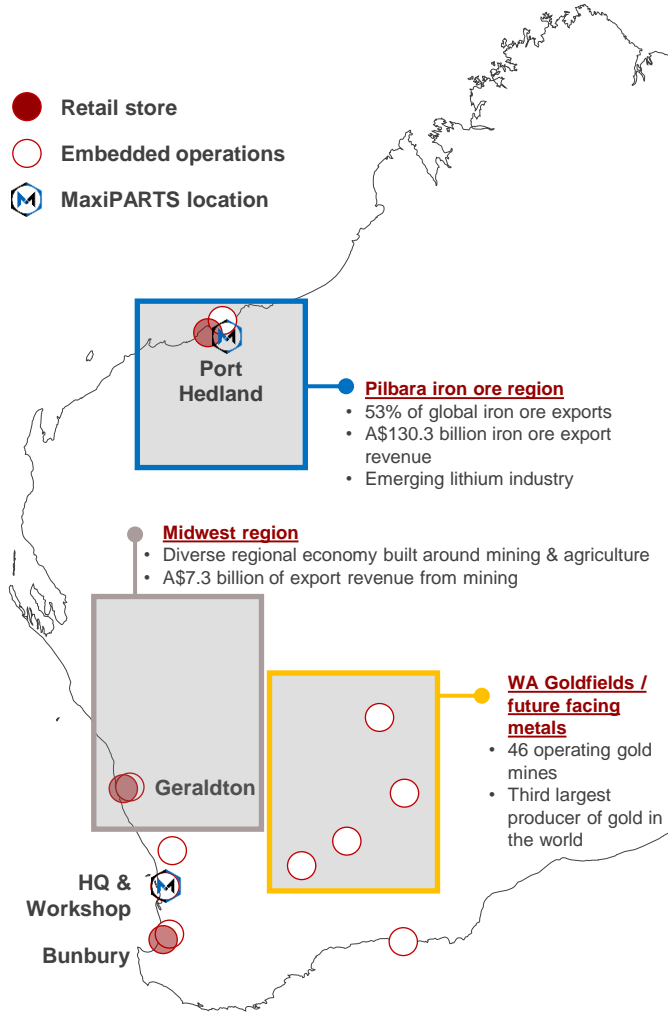 Retail store
Embedded operations
MaxiPARTS location
Port
Hedland
Pilbara iron ore region
• 53% of global iron ore exports
• A$130.3 billion iron ore export
revenue
• Emerging lithium industry
Midwest region
• Diverse regional economy built around mining & agriculture
• A$7.3 billion of export revenue from mining
WA Goldfields /
future facing
metals
• 46 operating gold
mines
• Third largest
producer of gold in
the world
Geraldton
HQ &
Workshop
Bunbury